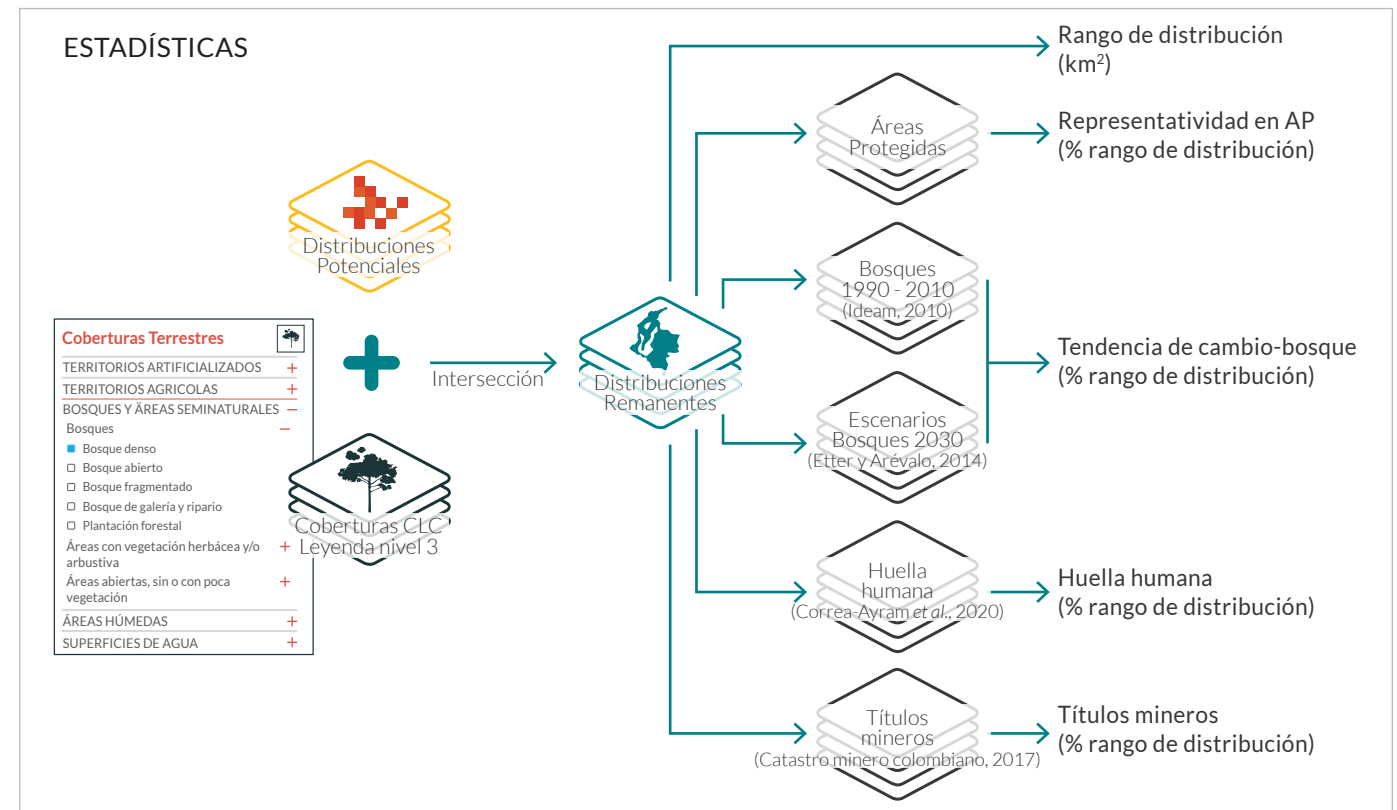 ESTADÍSTICAS
Distribuciones
Potenciales
Coberturas Terrestres
TERRITORIOS ARTIFICIALIZADOS +
TERRITORIOS AGRICOLAS +
BOSQUES Y ÄREAS SEMINATURALES −
Bosques −
Bosque denso
Bosque abierto
Bosque fragmentado
Bosque de galería y ripario
Plantación forestal
Áreas con vegetación herbácea y/o +
arbustiva
Áreas abiertas, sin o con poca +
vegetación
ÁREAS HÚMEDAS +
SUPERFICIES DE AGUA +
Coberturas CLC
Leyenda nivel 3
Intersección
Distribuciones
Remanentes
Rango de distribución
(km²)
Áreas
Protegidas
Representatividad en AP
(% rango de distribución)
Bosques
1990 - 2010
(Ideam, 2010)
Escenarios
Bosques 2030
(Etter y Arévalo, 2014)
Tendencia de cambio-bosque
(% rango de distribución)
Huella
humana
(Correa-Ayram et al., 2020)
Huella humana
(% rango de distribución)
Títulos
mineros
(Catastro minero colombiano, 2017)
Títulos mineros
(% rango de distribución)